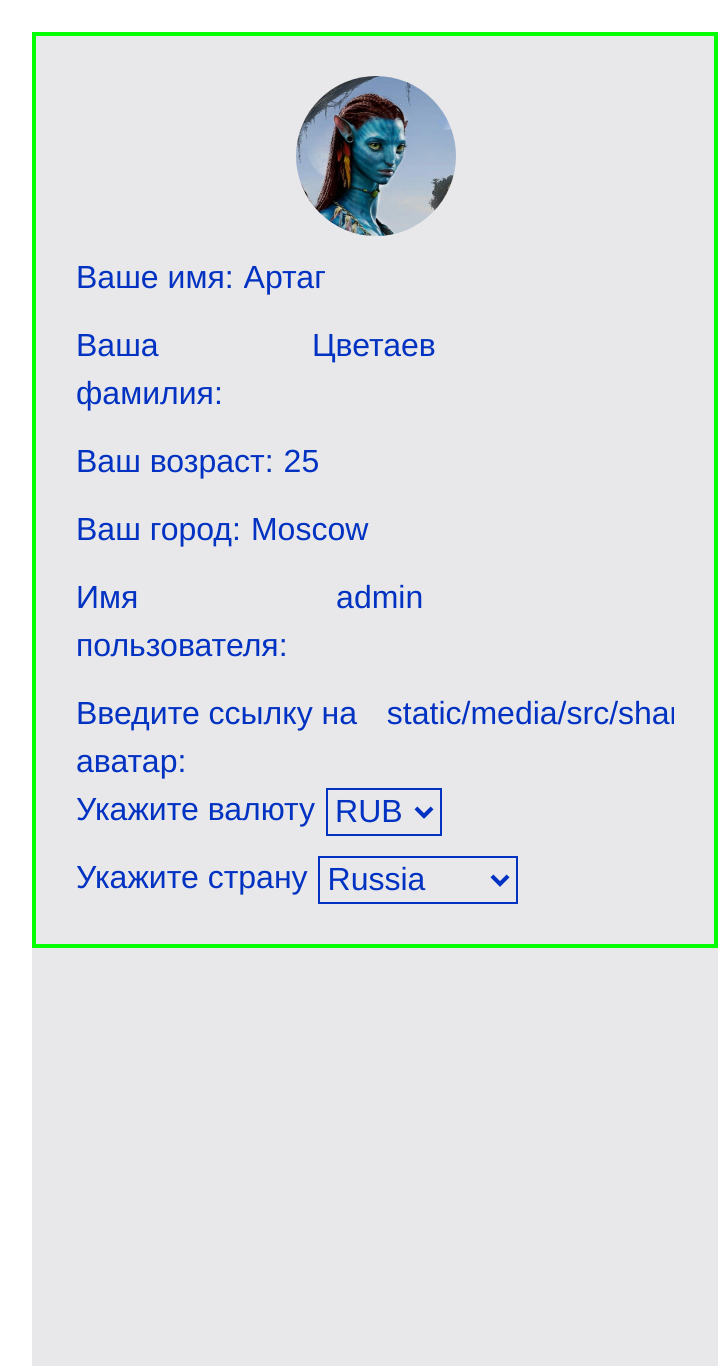 Ваше имя: Артаг
Ваша Цветаев
фамилия:
Ваш возраст: 25
Ваш город: Moscow
Имя admin
пользователя:
Введите ссылку на static/media/src/shar
аватар:
Укажите валюту RUB
Укажите страну Russia